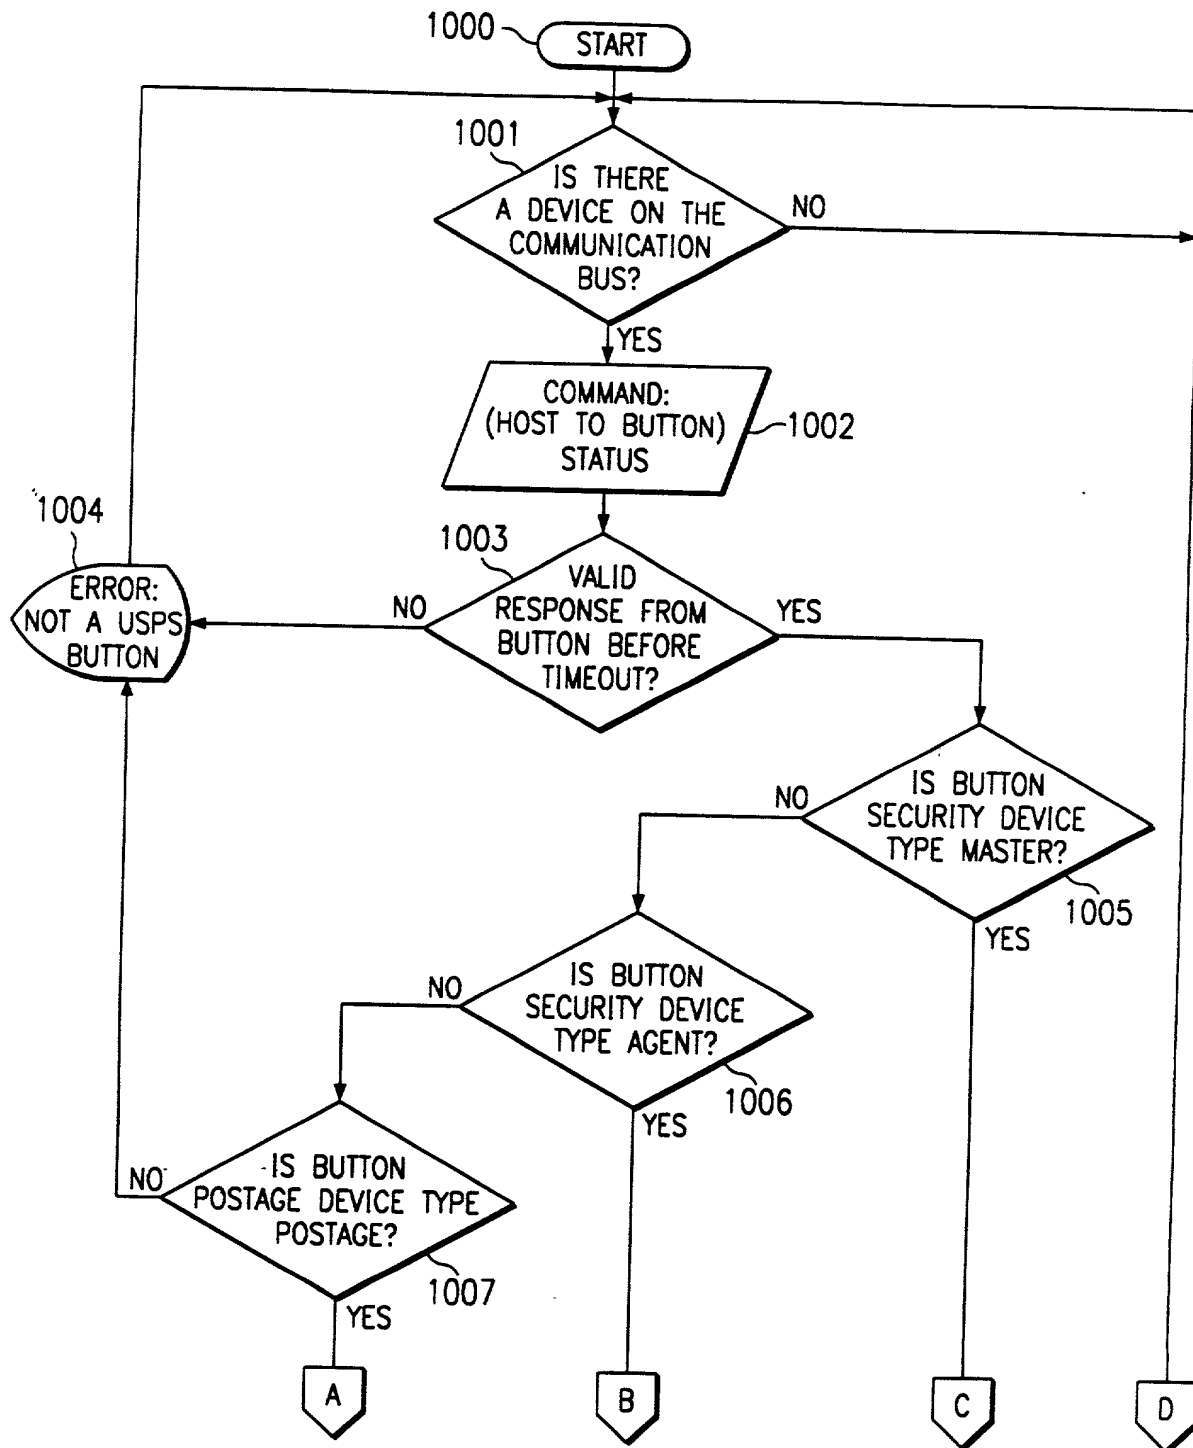 1000
START
1001
IS THERE
A DEVICE ON THE
COMMUNICATION
BUS?
NO
YES
COMMAND:
(HOST TO BUTTON)
STATUS
1002
1004
ERROR:
NOT A USPS
BUTTON
1003
VALID
RESPONSE FROM
BUTTON BEFORE
TIMEOUT?
NO
YES
IS BUTTON
SECURITY DEVICE
TYPE MASTER?
NO
1005
YES
IS BUTTON
SECURITY DEVICE
TYPE AGENT?
NO
1006
YES
IS BUTTON
POSTAGE DEVICE TYPE
POSTAGE?
NO
1007
YES
A
B
C
D